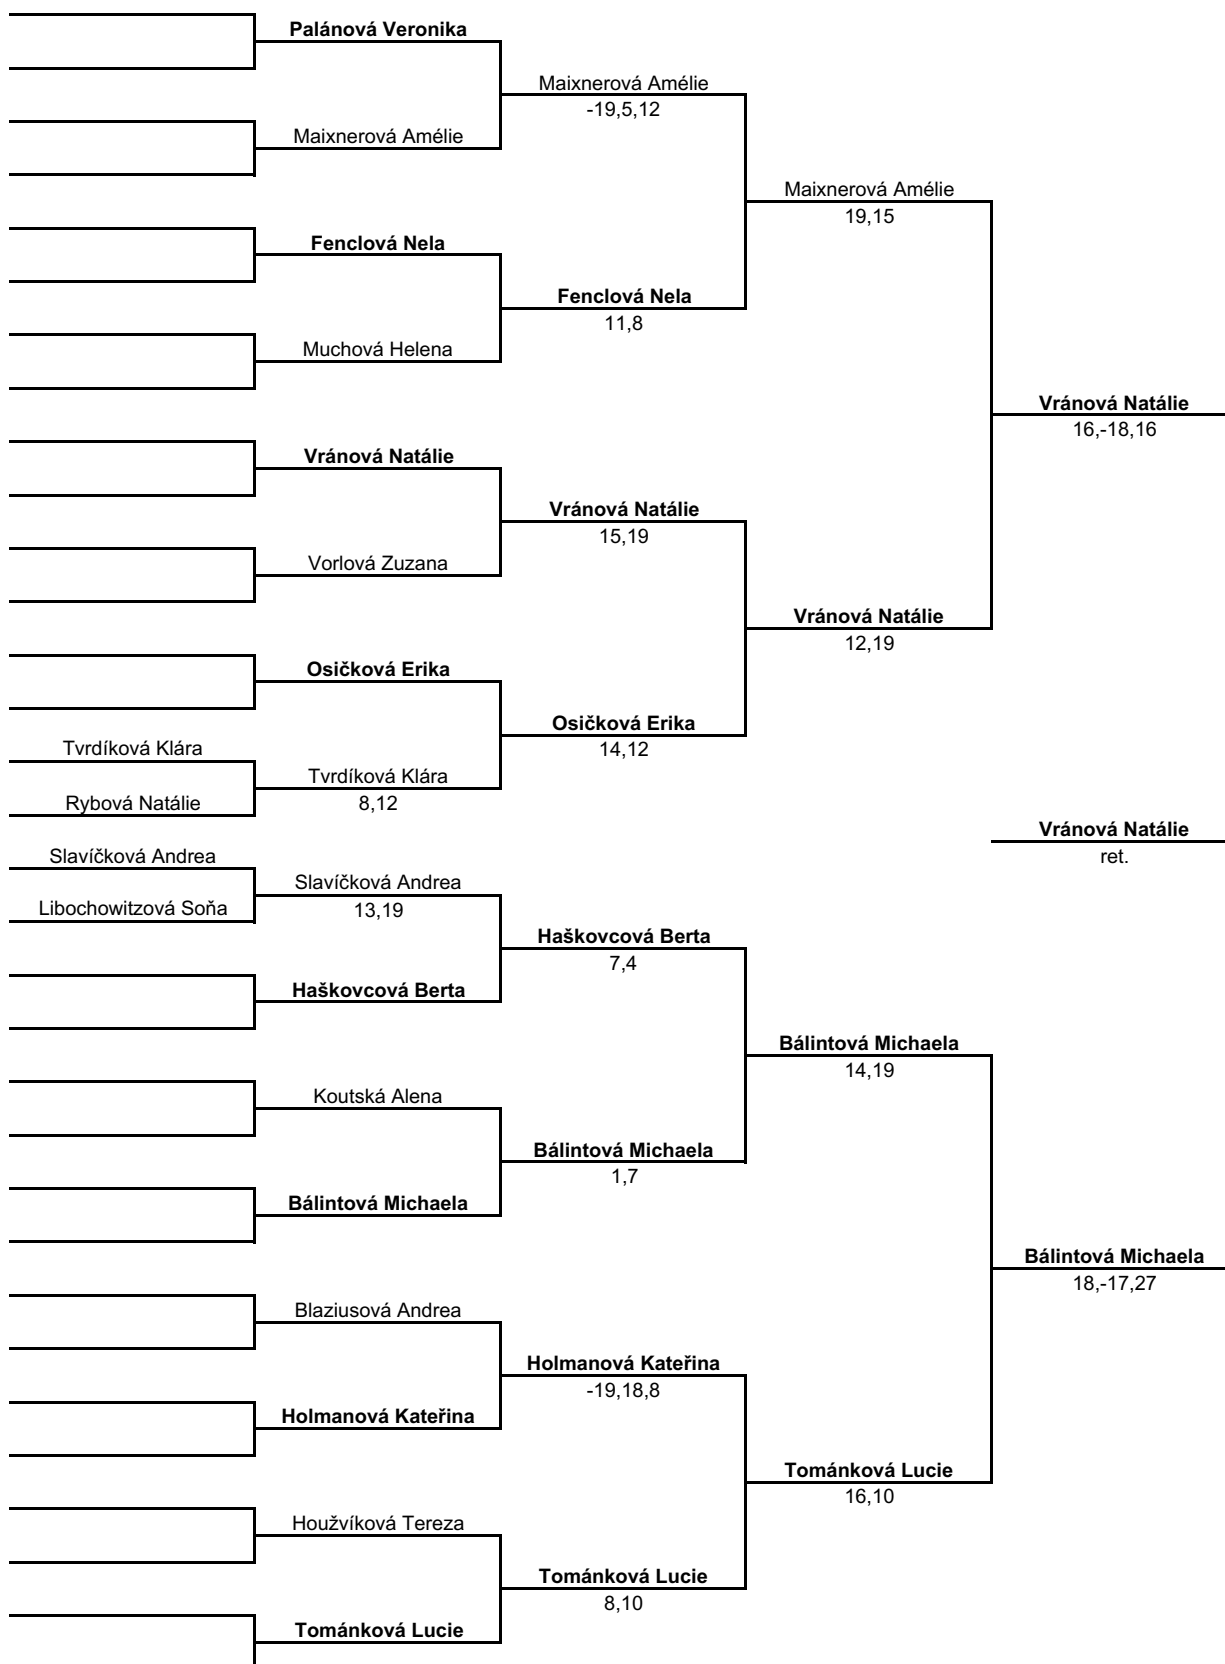 Palánová Veronika
Maixnerová Amélie
-19,5,12
Maixnerová Amélie
Maixnerová Amélie
19,15
Fenclová Nela
Fenclová Nela
11,8
Muchová Helena
Vránová Natálie
16,-18,16
Vránová Natálie
Vránová Natálie
15,19
Vorlová Zuzana
Vránová Natálie
12,19
Osičková Erika
Osičková Erika
14,12
Tvrdíková Klára
Tvrdíková Klára
8,12
Rybová Natálie
Vránová Natálie
ret.
Slavíčková Andrea
Slavíčková Andrea
13,19
Libochowitzová Soňa
Haškovcová Berta
7,4
Haškovcová Berta
Bálintová Michaela
14,19
Koutská Alena
Bálintová Michaela
1,7
Bálintová Michaela
Bálintová Michaela
18,-17,27
Blaziusová Andrea
Holmanová Kateřina
-19,18,8
Holmanová Kateřina
Tománková Lucie
16,10
Houžvíková Tereza
Tománková Lucie
8,10
Tománková Lucie